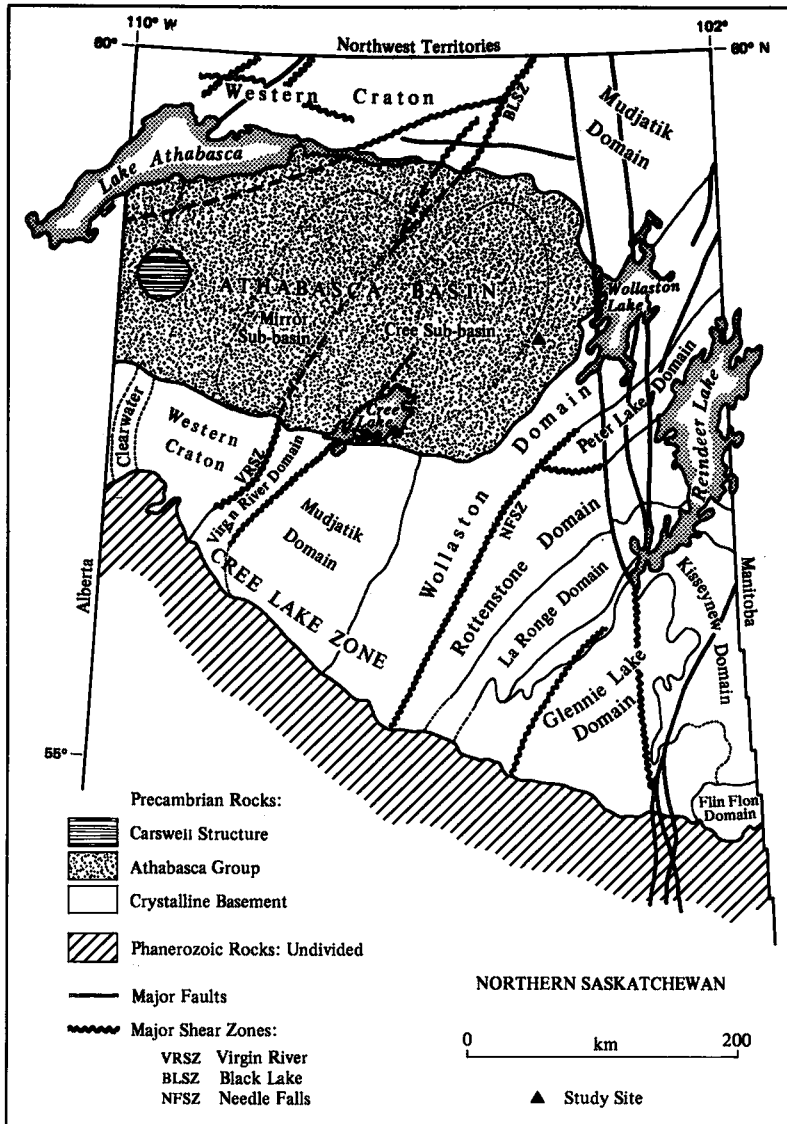 110° W
102°
60°
60° N
Northwest Territories
Western Craton
BLSZ
Mudjatik
Domain
Lake Athabasca
ATHABASCA BASIN
Mirror
Sub-basin
Cree Sub-basin
Wollaston
Lake
Cree
Lake
Clearwater
Western
Craton
VRSZ
Virgin River Domain
Mudjatik
Domain
Wollaston Domain
Peter Lake Domain
Reindeer Lake
NFSZ
Rottenstone Domain
La Ronge Domain
Kisseynew Domain
Manitoba
Alberta
CREE LAKE ZONE
Glennie Lake
Domain
55°
Flin Flon
Domain
Precambrian Rocks:
Carswell Structure
Athabasca Group
Crystalline Basement
Phanerozoic Rocks: Undivided
Major Faults
Major Shear Zones:
VRSZ Virgin River
BLSZ Black Lake
NFSZ Needle Falls
NORTHERN SASKATCHEWAN
0 200
km
Study Site